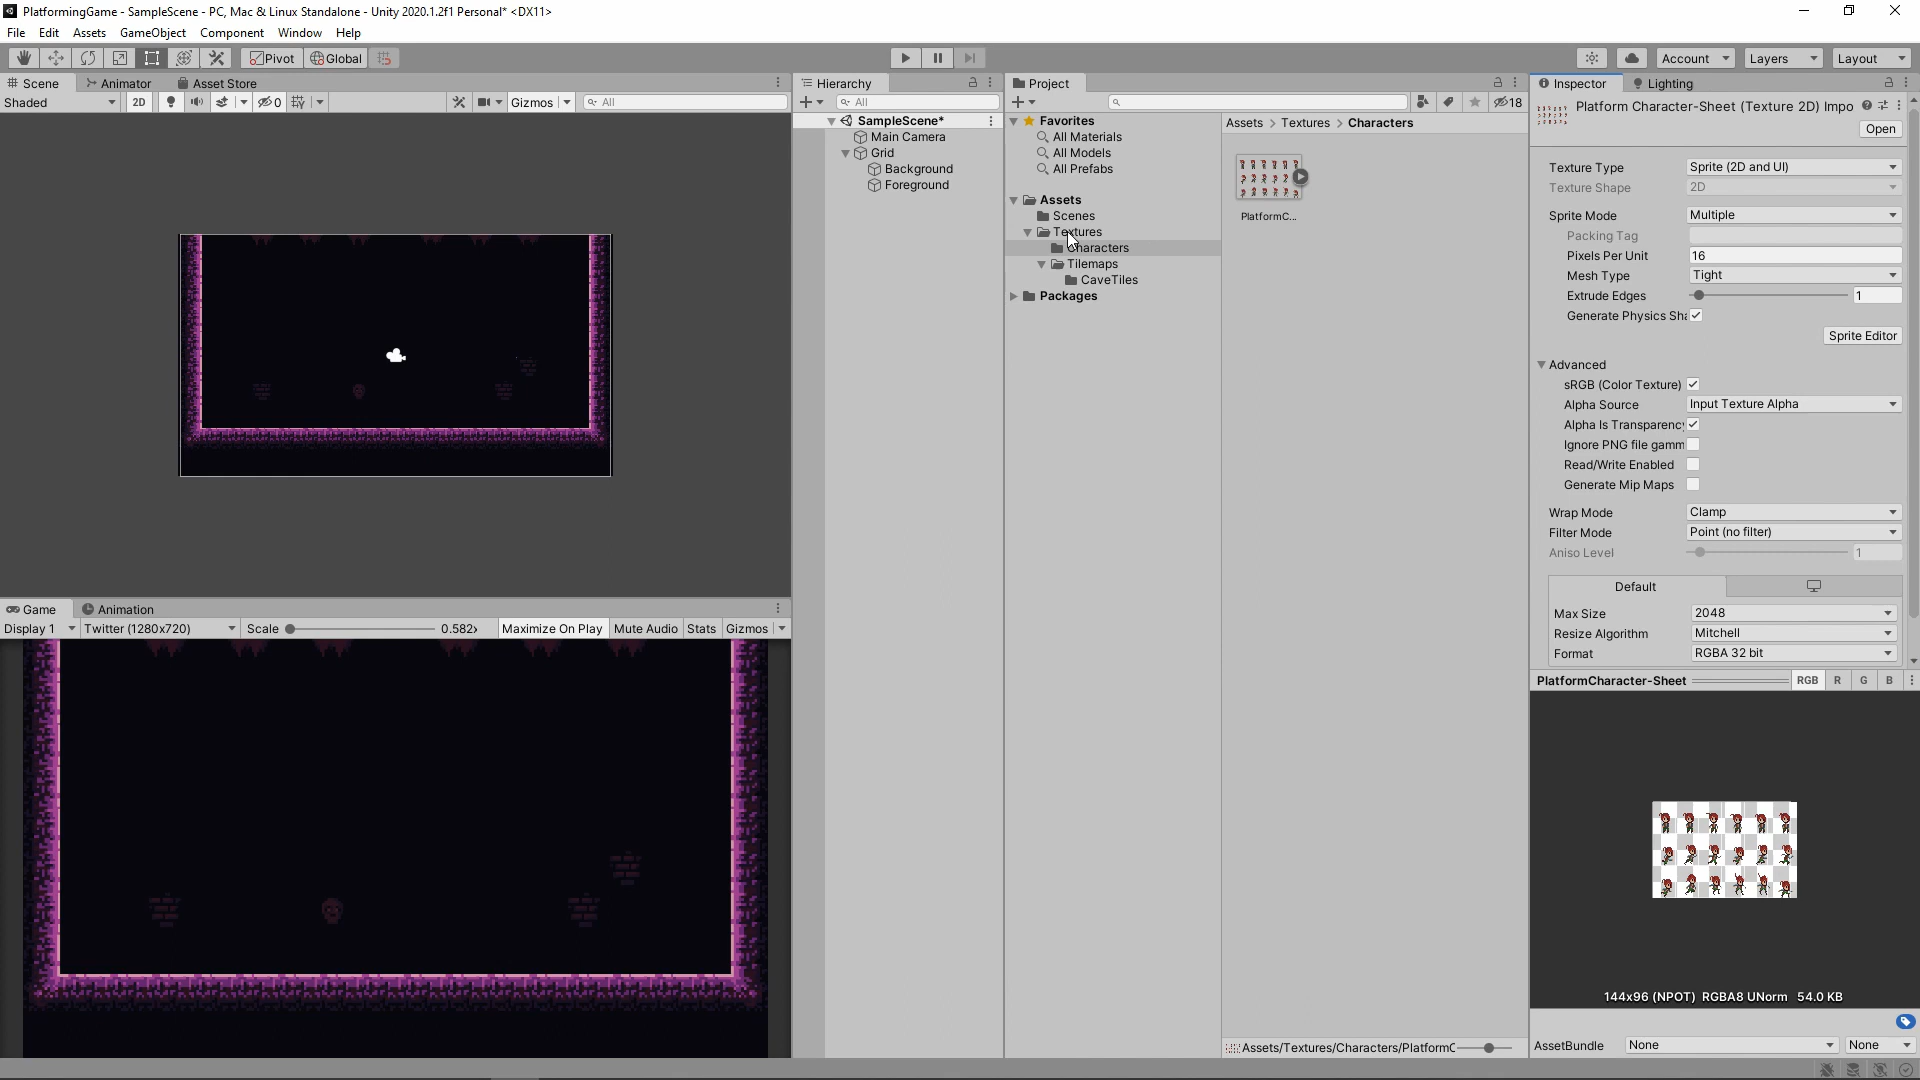 PlatformingGame - SampleScene - PC, Mac & Linux Standalone - Unity 2020.1.2f1 Personal* <DX11>
File Edit Assets GameObject Component Window Help
Pivot Global Account Layers Layout
Scene Animator Asset Store
Shaded 2D 0 Gizmos All
Game Animation
Display 1 Twitter (1280x720) Scale 0.582x Maximize On Play Mute Audio Stats Gizmos
Hierarchy
All
SampleScene*
Main Camera
Grid
Background
Foreground
Project
18
Favorites
All Materials
All Models
All Prefabs
Assets
Scenes
Textures
Characters
Tilemaps
CaveTiles
Packages
Assets > Textures > Characters
PlatformC...
Assets/Textures/Characters/PlatformC
Inspector Lighting
Platform Character-Sheet (Texture 2D) Impo
Open
Texture Type Sprite (2D and UI)
Texture Shape 2D
Sprite Mode Multiple
Packing Tag
Pixels Per Unit 16
Mesh Type Tight
Extrude Edges 1
Generate Physics Sha
Sprite Editor
Advanced
sRGB (Color Texture)
Alpha Source Input Texture Alpha
Alpha Is Transparency
Ignore PNG file gamm
Read/Write Enabled
Generate Mip Maps
Wrap Mode Clamp
Filter Mode Point (no filter)
Aniso Level 1
Default
Max Size 2048
Resize Algorithm Mitchell
Format RGBA 32 bit
PlatformCharacter-Sheet RGB R G B
144x96 (NPOT) RGBA8 UNorm 54.0 KB
AssetBundle None None